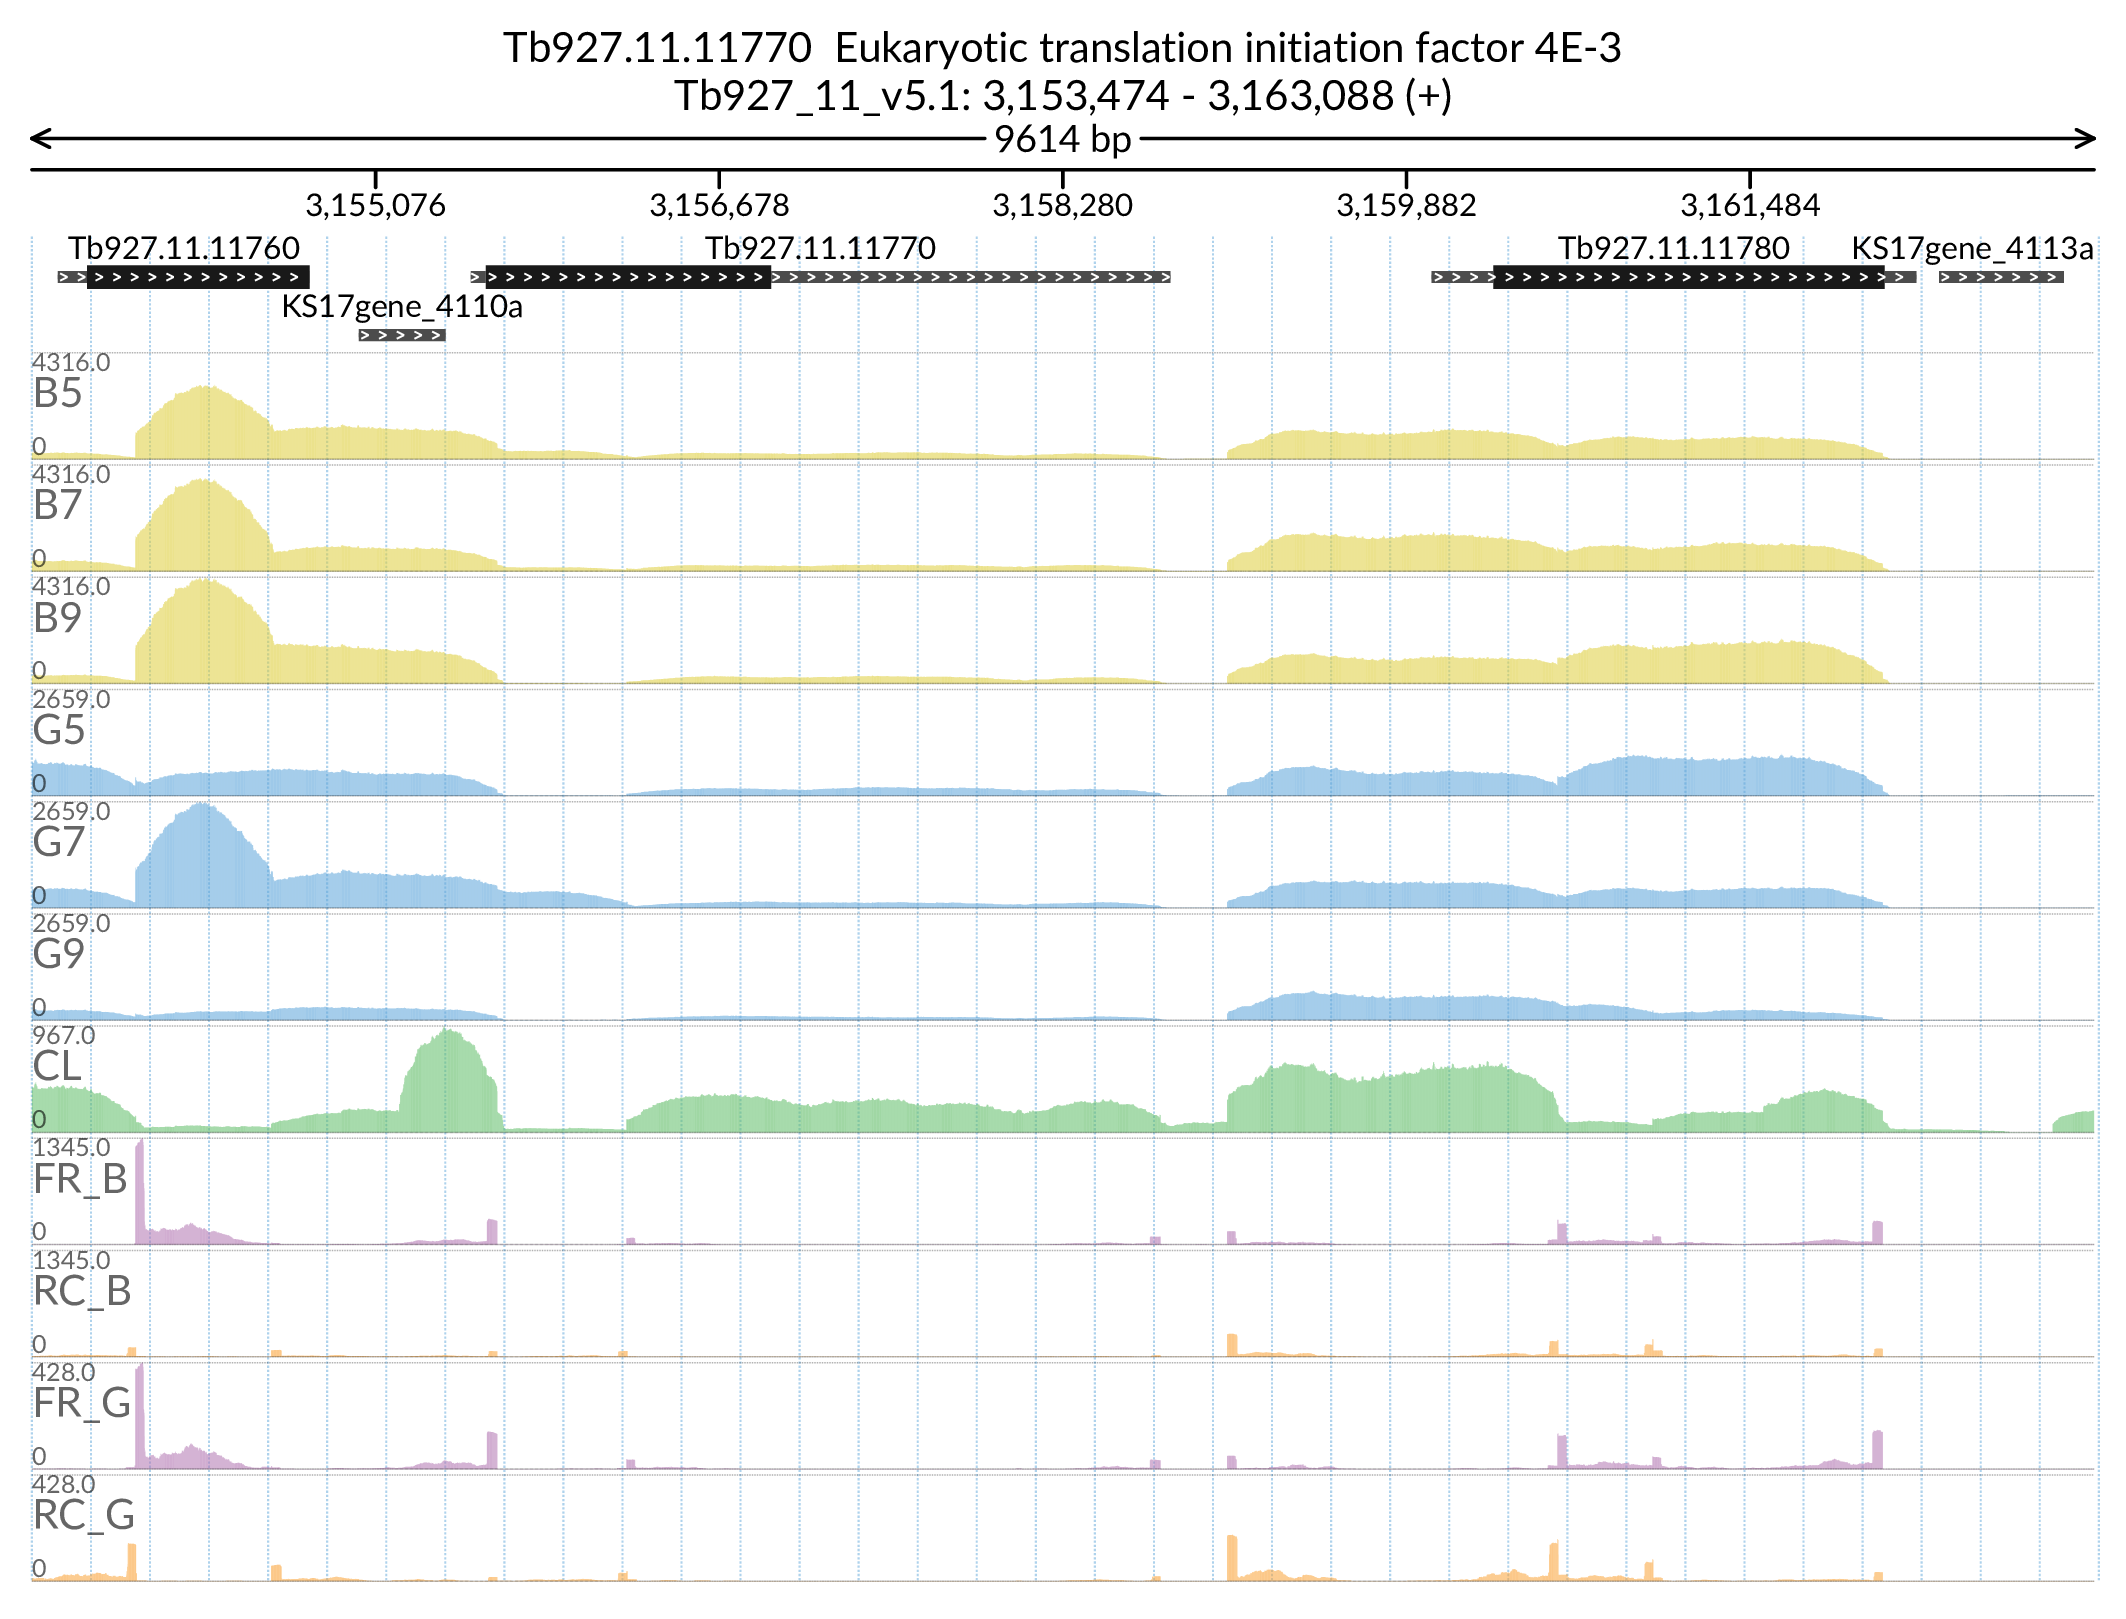 Tb927.11.11770  Eukaryotic translation initiation factor 4E-3
Tb927_11_v5.1: 3,153,474 - 3,163,088 (+)
9614 bp
3,155,076 3,156,678 3,158,280 3,159,882 3,161,484
Tb927.11.11760 Tb927.11.11770 Tb927.11.11780 KS17gene_4113a
KS17gene_4110a
4316.0
B5
0
4316.0
B7
0
4316.0
B9
0
2659.0
G5
0
2659.0
G7
0
2659.0
G9
0
967.0
CL
0
1345.0
FR_B
0
1345.0
RC_B
0
428.0
FR_G
0
428.0
RC_G
0